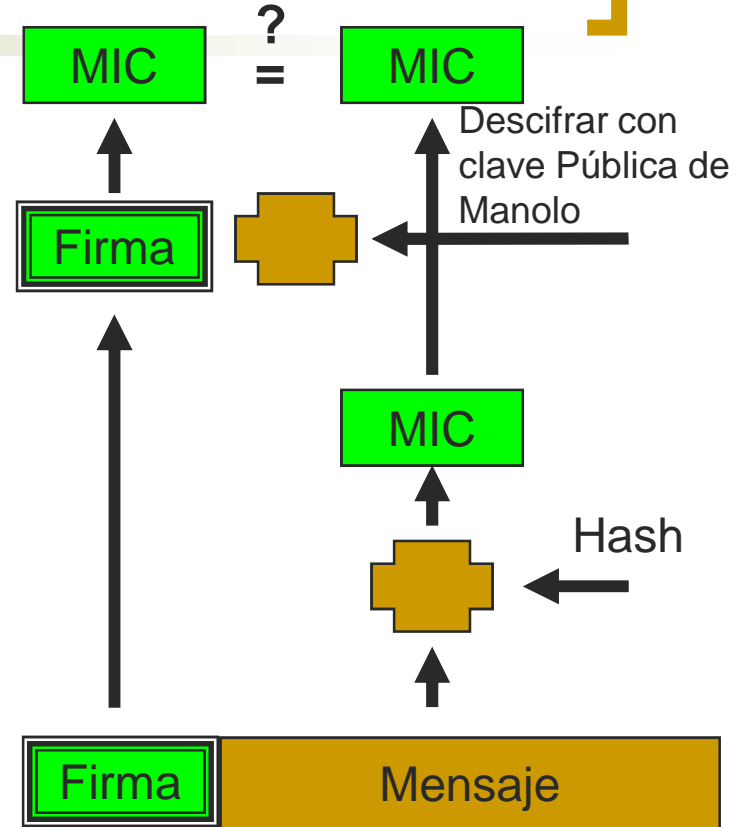 ?
MIC = MIC
Descifrar con
clave Pública de
Manolo
Firma
MIC
Hash
Firma Mensaje